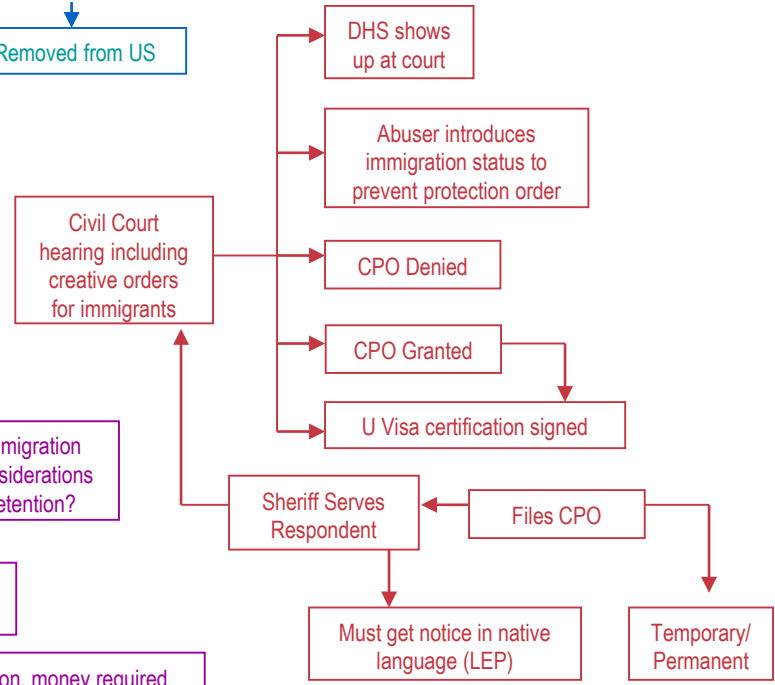 Removed from US
DHS shows
up at court
Abuser introduces
immigration status to
prevent protection order
Civil Court
hearing including
creative orders
for immigrants
CPO Denied
CPO Granted
U Visa certification signed
migration
siderations
etention?
Sheriff Serves
Respondent
Files CPO
Must get notice in native
language (LEP)
Temporary/
Permanent
on, money required